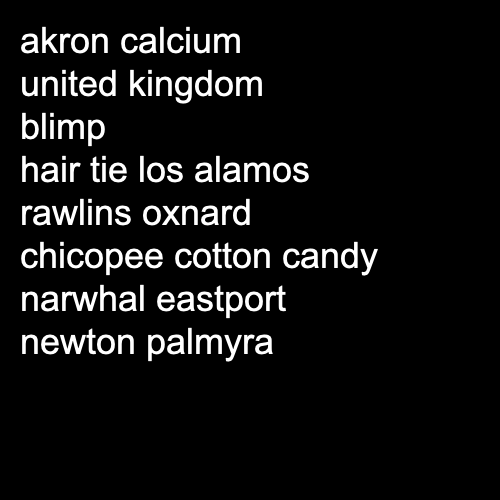 akron calcium
united kingdom
blimp
hair tie los alamos
rawlins oxnard
chicopee cotton candy
narwhal eastport
newton palmyra